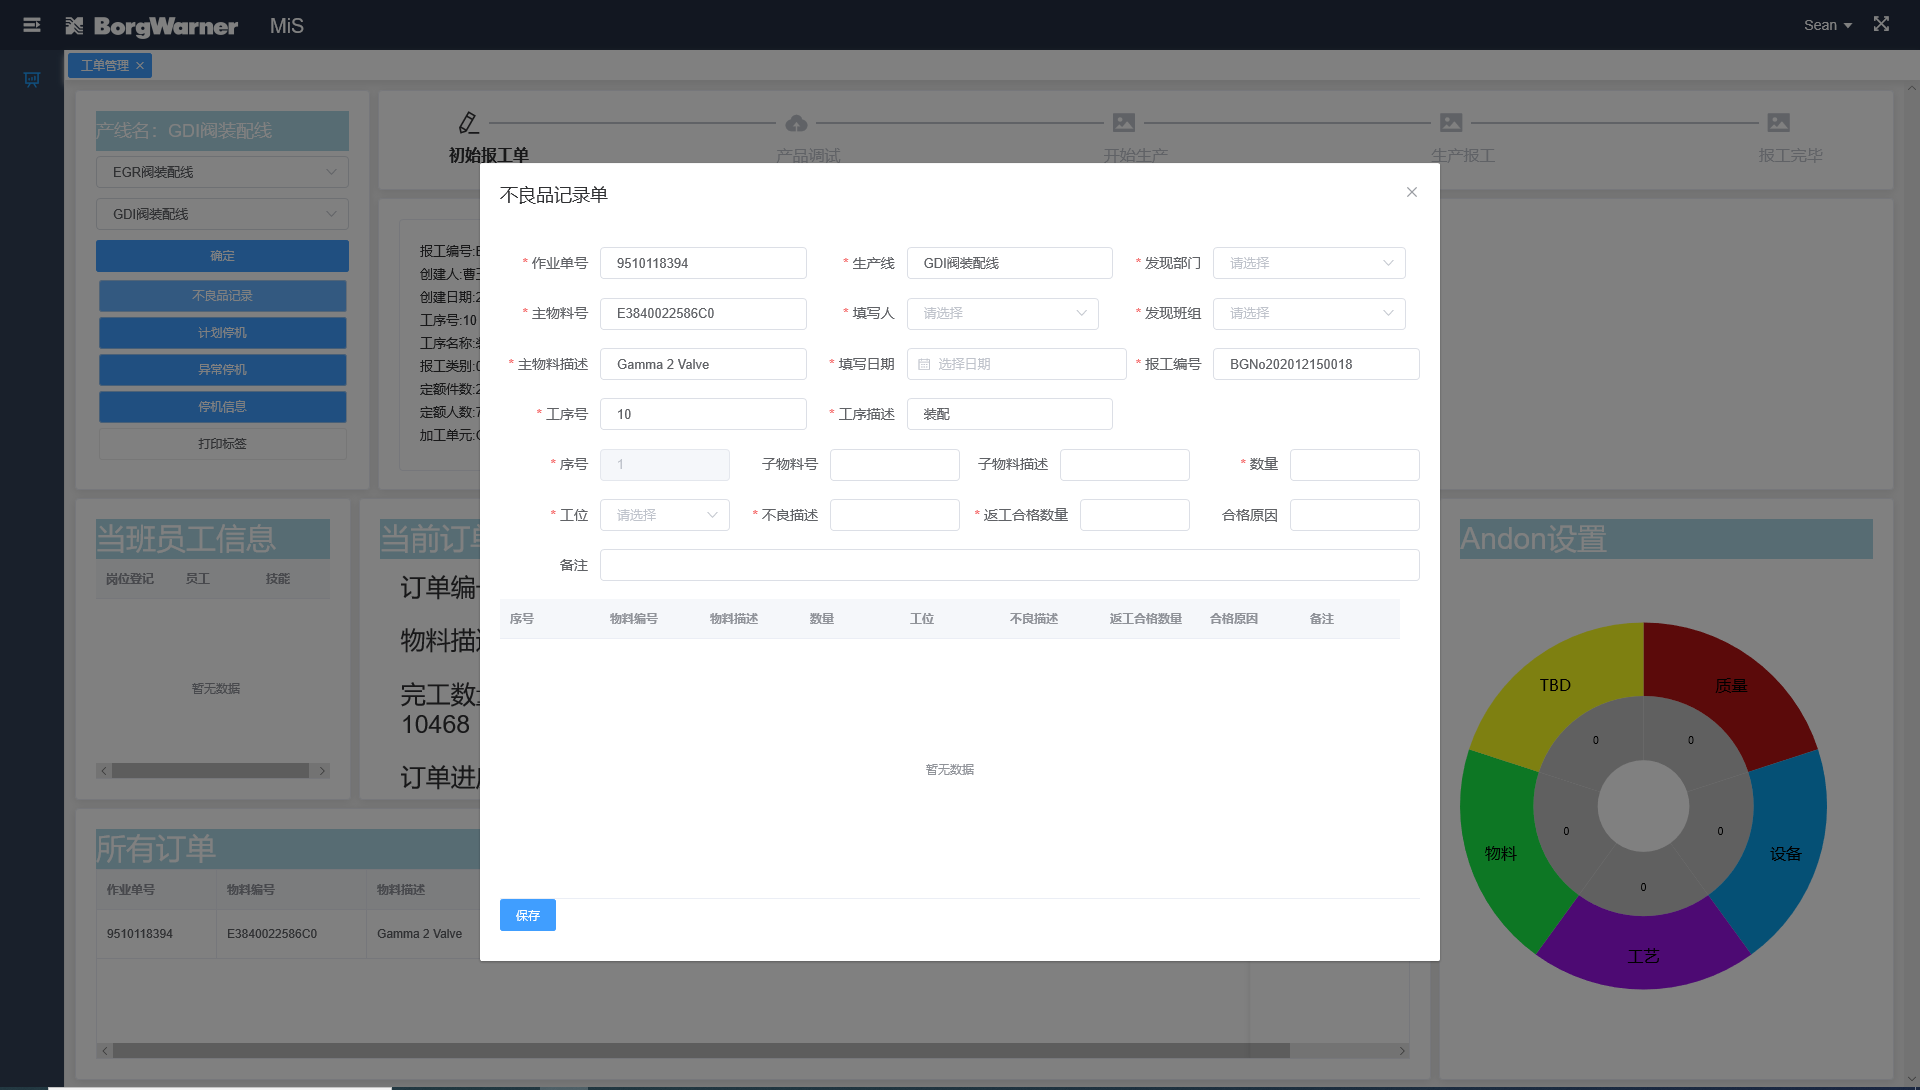 BorgWarner MiS Sean
工单管理
产线名：GDI阀装配线
EGR阀装配线
GDI阀装配线
确定
不良品记录
计划停机
异常停机
停机信息
打印标签
初始报工单 产品调试 开始生产 生产报工 报工完毕
报工编号:
创建人:曹
创建日期:2
工序号:10
工序名称:
报工类别:
定额件数:2
定额人数:7
加工单元:
不良品记录单
* 作业单号 9510118394 * 生产线 GDI阀装配线 * 发现部门 请选择
* 主物料号 E3840022586C0 * 填写人 请选择 * 发现班组 请选择
* 主物料描述 Gamma 2 Valve * 填写日期 选择日期 * 报工编号 BGNo202012150018
* 工序号 10 * 工序描述 装配
* 序号 1 子物料号 子物料描述 * 数量
* 工位 请选择 * 不良描述 * 返工合格数量 合格原因
备注
序号 物料编号 物料描述 数量 工位 不良描述 返工合格数量 合格原因 备注
暂无数据
保存
当班员工信息
岗位登记 员工 技能
暂无数据
当前订单
订单编
物料描
完工数
10468
订单进
所有订单
作业单号 物料编号 物料描述
9510118394 E3840022586C0 Gamma 2 Valve
Andon设置
TBD 质量
0 0
0 0
物料 设备
0
工艺